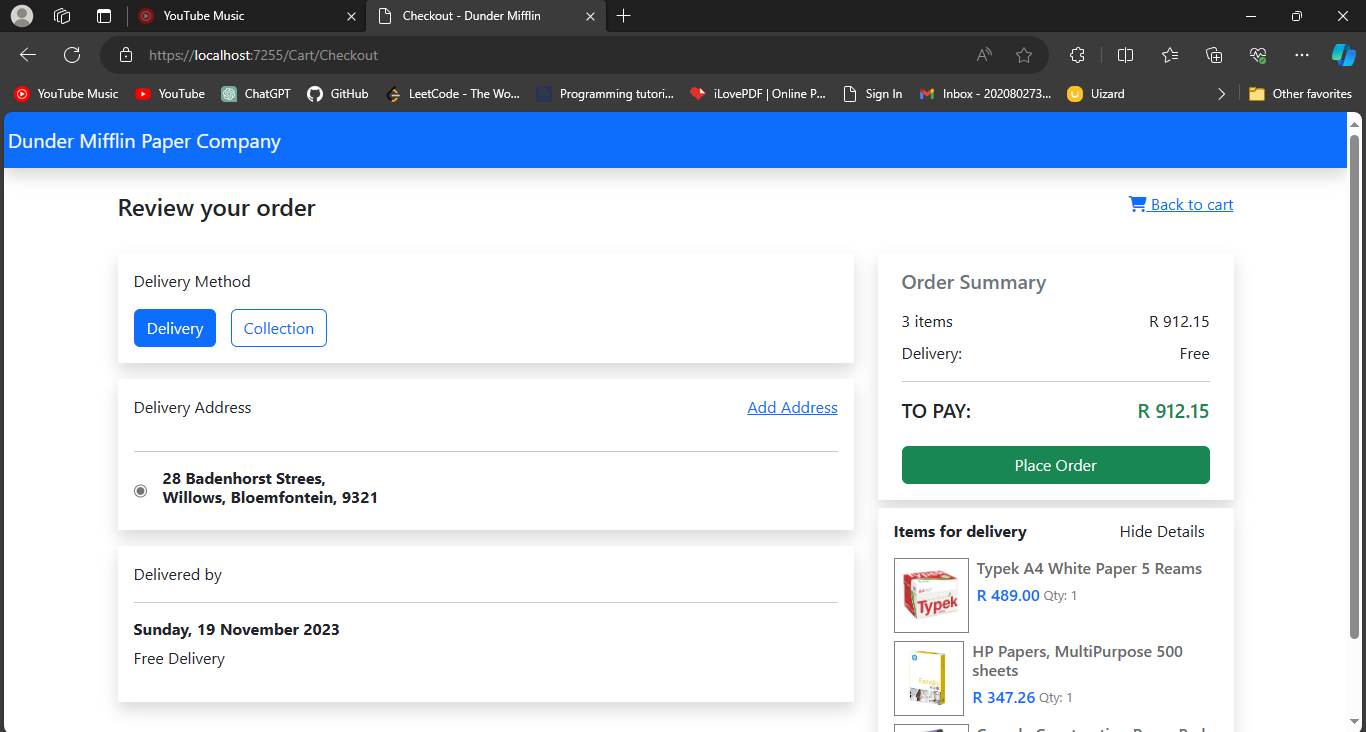 YouTube Music
Checkout - Dunder Mifflin
https://localhost:7255/Cart/Checkout
YouTube Music
YouTube
ChatGPT
GitHub
LeetCode - The Wo...
Programming tutori...
iLovePDF | Online P...
Sign In
Inbox - 202080273...
Uizard
Other favorites
Dunder Mifflin Paper Company
Review your order
Back to cart
Delivery Method
Delivery
Collection
Delivery Address
Add Address
28 Badenhorst Strees,
Willows, Bloemfontein, 9321
Delivered by
Sunday, 19 November 2023
Free Delivery
Order Summary
3 items R 912.15
Delivery: Free
TO PAY: R 912.15
Place Order
Items for delivery Hide Details
Typek
Typek A4 White Paper 5 Reams
R 489.00 Qty: 1
HP Papers, MultiPurpose 500
sheets
R 347.26 Qty: 1